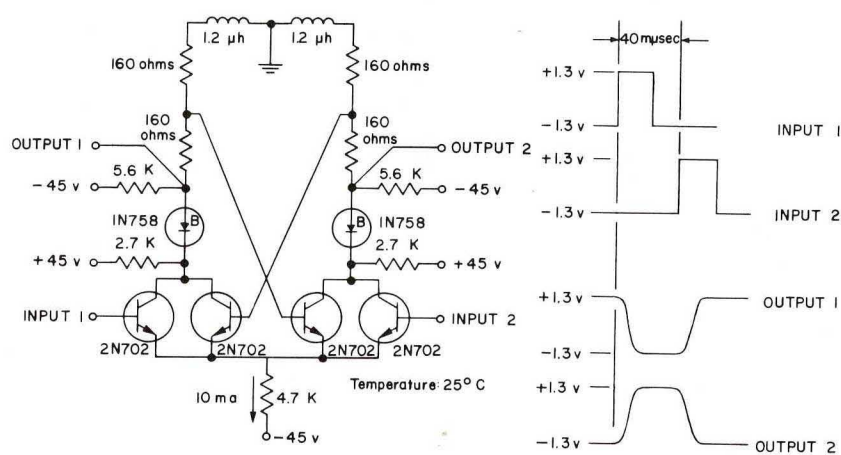 1.2 μh 1.2 μh
160 ohms
160 ohms
160
ohms
160
ohms
OUTPUT 1
OUTPUT 2
5.6 K
5.6 K
-45 v
-45 v
1N758
B
1N758
B
2.7 K
2.7 K
+45 v
+45 v
INPUT 1
INPUT 2
2N702
2N702
2N702
2N702
10 ma
4.7 K
Temperature: 25° C
-45 v
40 mμsec
+1.3 v
-1.3 v
INPUT 1
+1.3 v
-1.3 v
INPUT 2
+1.3 v
OUTPUT 1
-1.3 v
+1.3 v
-1.3 v
OUTPUT 2